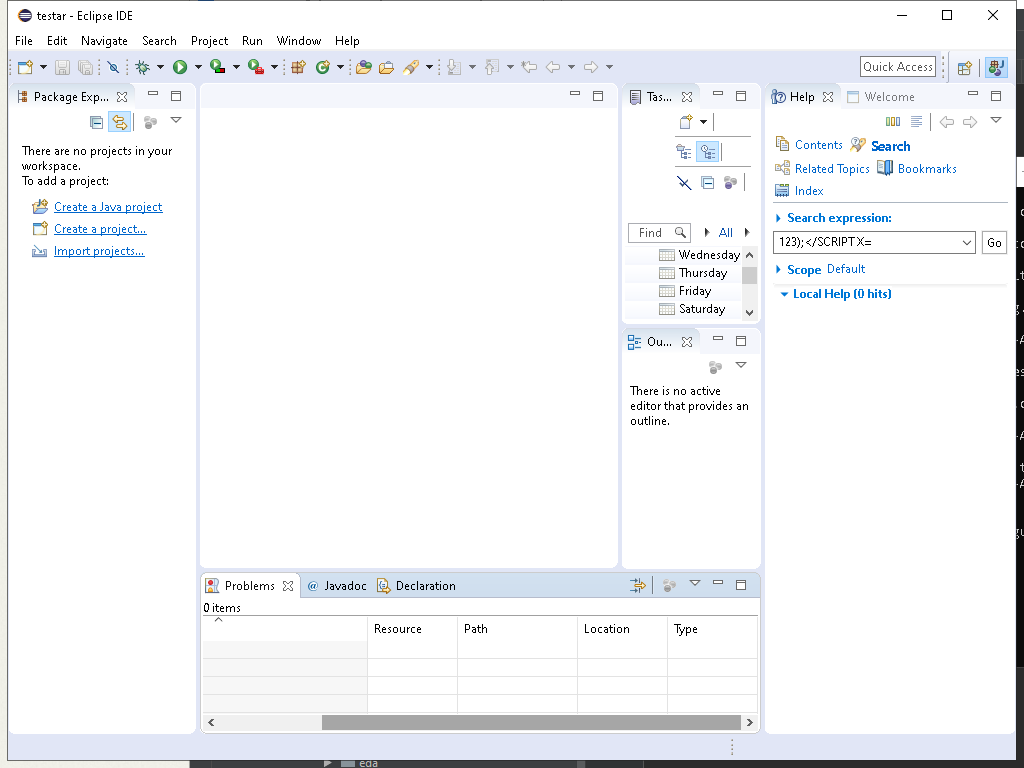 testar - Eclipse IDE
File Edit Navigate Search Project Run Window Help
Quick Access
Package Exp...
There are no projects in your
workspace.
To add a project:
Create a Java project
Create a project...
Import projects...
Tas...
Find
All
Wednesday
Thursday
Friday
Saturday
Ou...
There is no active
editor that provides an
outline.
Help
Welcome
Contents
Search
Related Topics
Bookmarks
Index
Search expression:
123);</SCRIPTX=
Go
Scope Default
Local Help (0 hits)
Problems
@ Javadoc
Declaration
0 items
Resource Path Location Type
eda